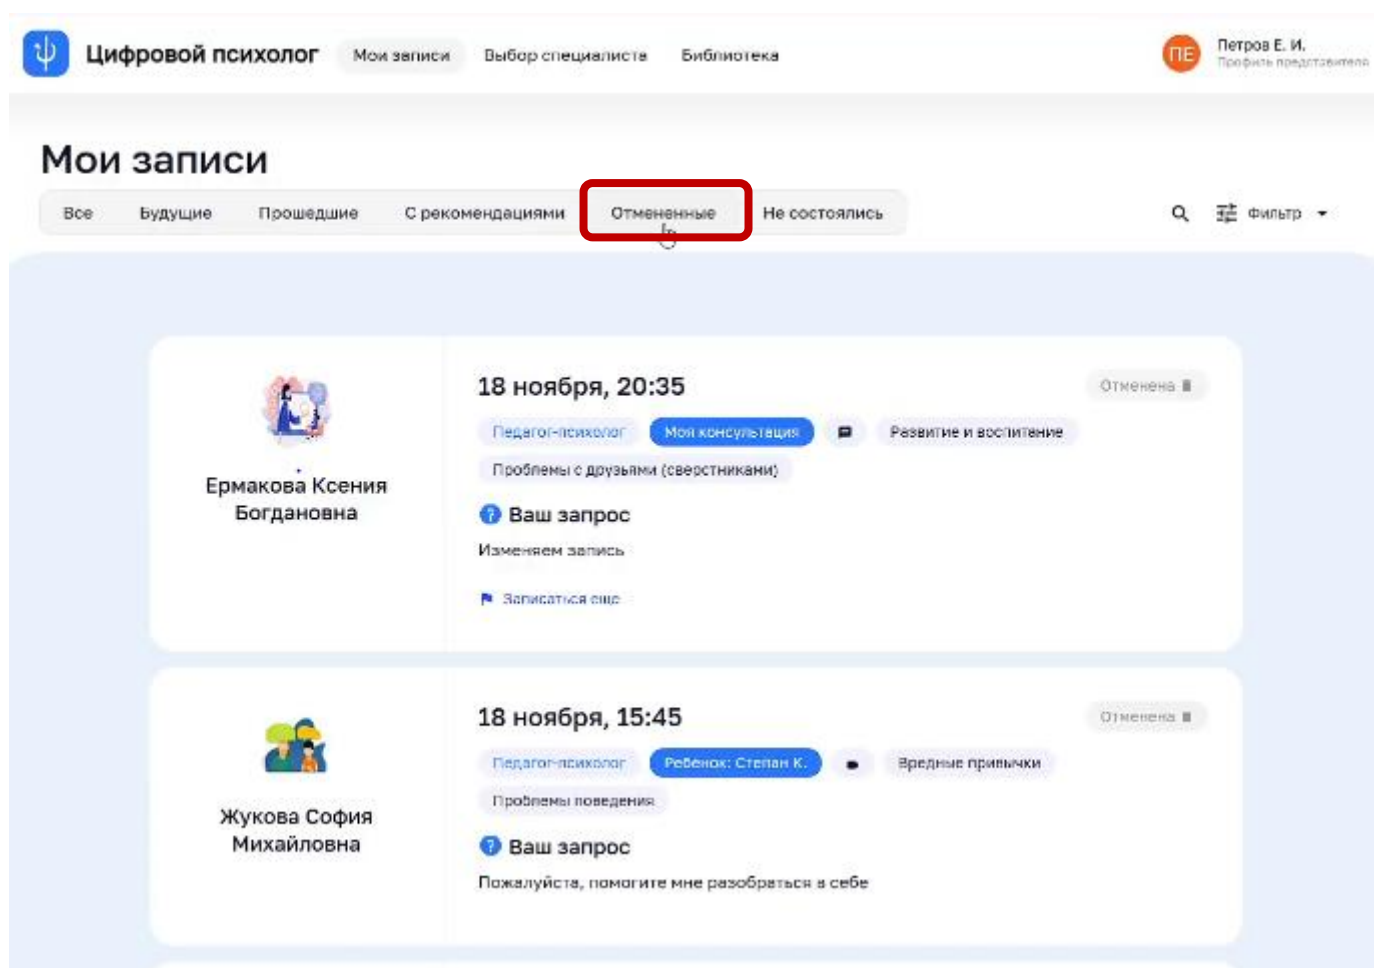 Цифровой психолог Мои записи Выбор специалиста Библиотека
Петров Е. И.
Профиль представителя
ПЕ
Мои записи
Все Будущие Прошедшие С рекомендациями Отмененные Не состоялись Фильтр
18 ноября, 20:35 Отменена
Педагог-психолог Моя консультация Развитие и воспитание
Проблемы с друзьями (сверстниками)
Ермакова Ксения
Богдановна
Ваш запрос
Изменяем запись
Записаться еще
18 ноября, 15:45 Отменена
Педагог-психолог Ребенок: Степан К. Вредные привычки
Проблемы поведения
Жукова София
Михайловна
Ваш запрос
Пожалуйста, помогите мне разобраться в себе